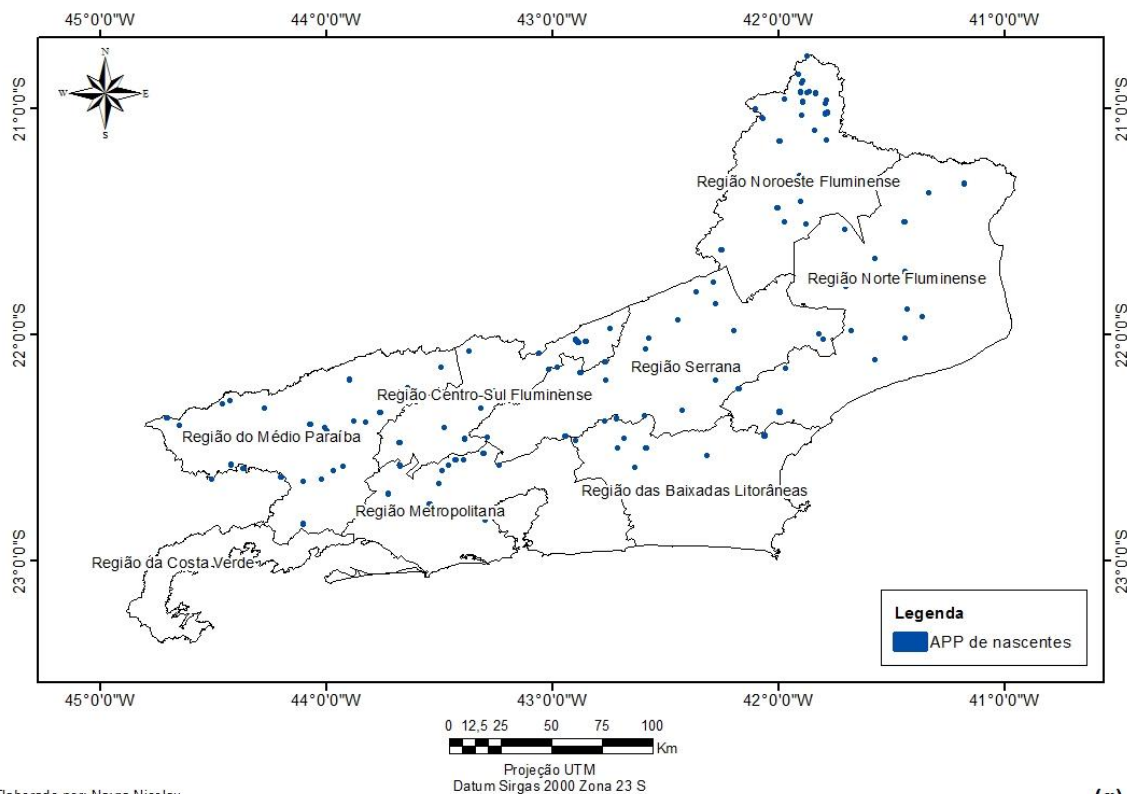 45°0'0"W 44°0'0"W 43°0'0"W 42°0'0"W 41°0'0"W
N
W E
S
21°0'0"S 21°0'0"S
Região Noroeste Fluminense
Região Norte Fluminense
22°0'0"S 22°0'0"S
Região Serrana
Região Centro-Sul Fluminense
Região do Médio Paraíba
Região das Baixadas Litorâneas
Região Metropolitana
Região da Costa Verde
23°0'0"S 23°0'0"S
Legenda
APP de nascentes
45°0'0"W 44°0'0"W 43°0'0"W 42°0'0"W 41°0'0"W
0 12,5 25 50 75 100
Km
Projeção UTM
Datum Sirgas 2000 Zona 23 S